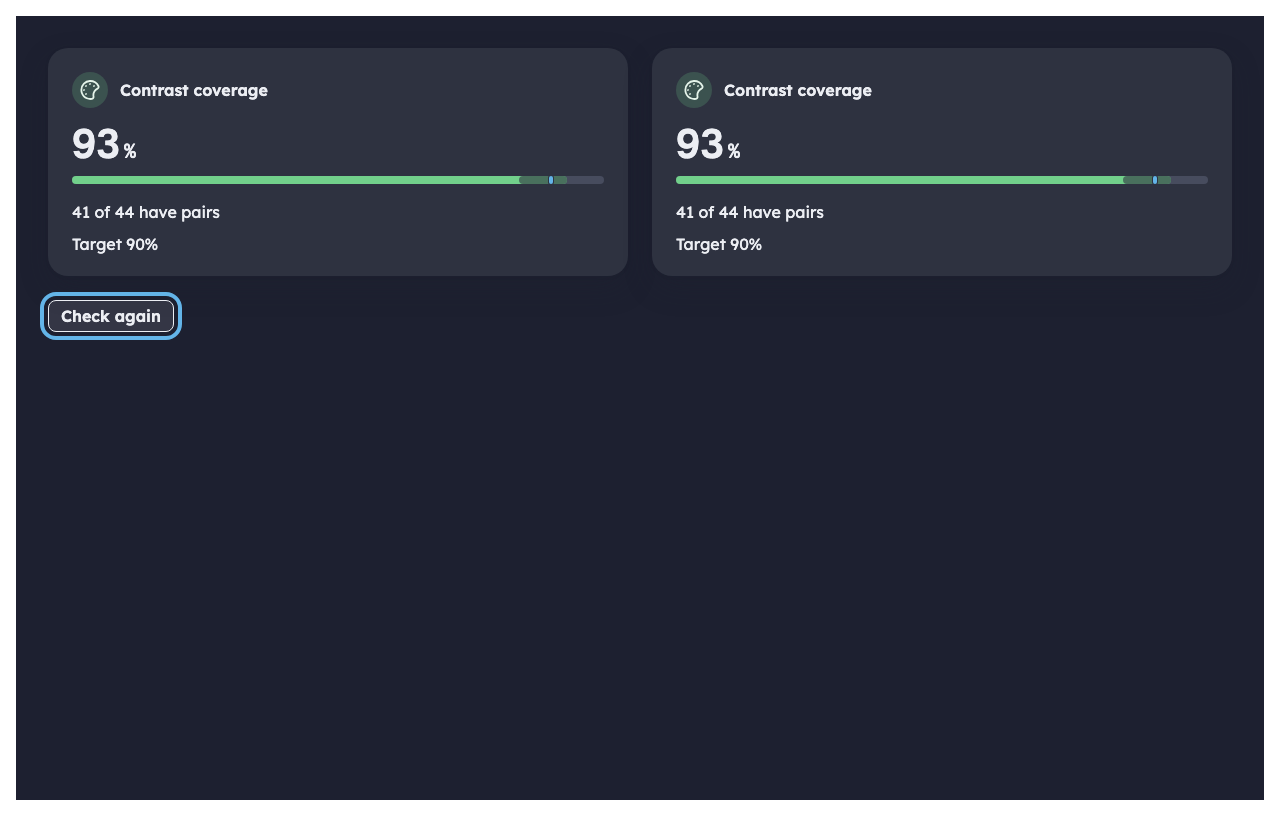 Contrast coverage
93%
41 of 44 have pairs
Target 90%
Contrast coverage
93%
41 of 44 have pairs
Target 90%
Check again